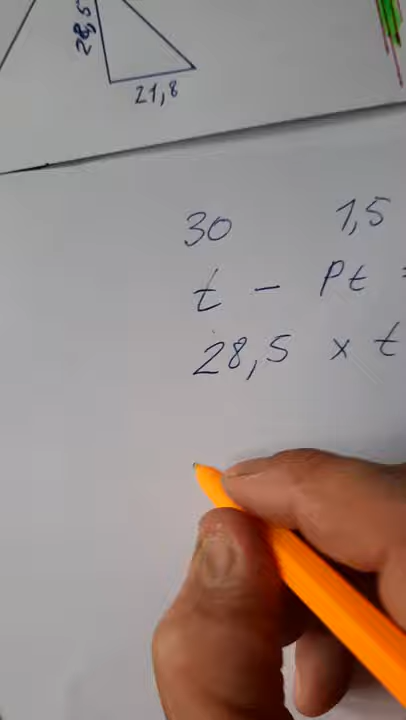 28,5
21,8
30 1,5
t - Pt =
28,5 x t